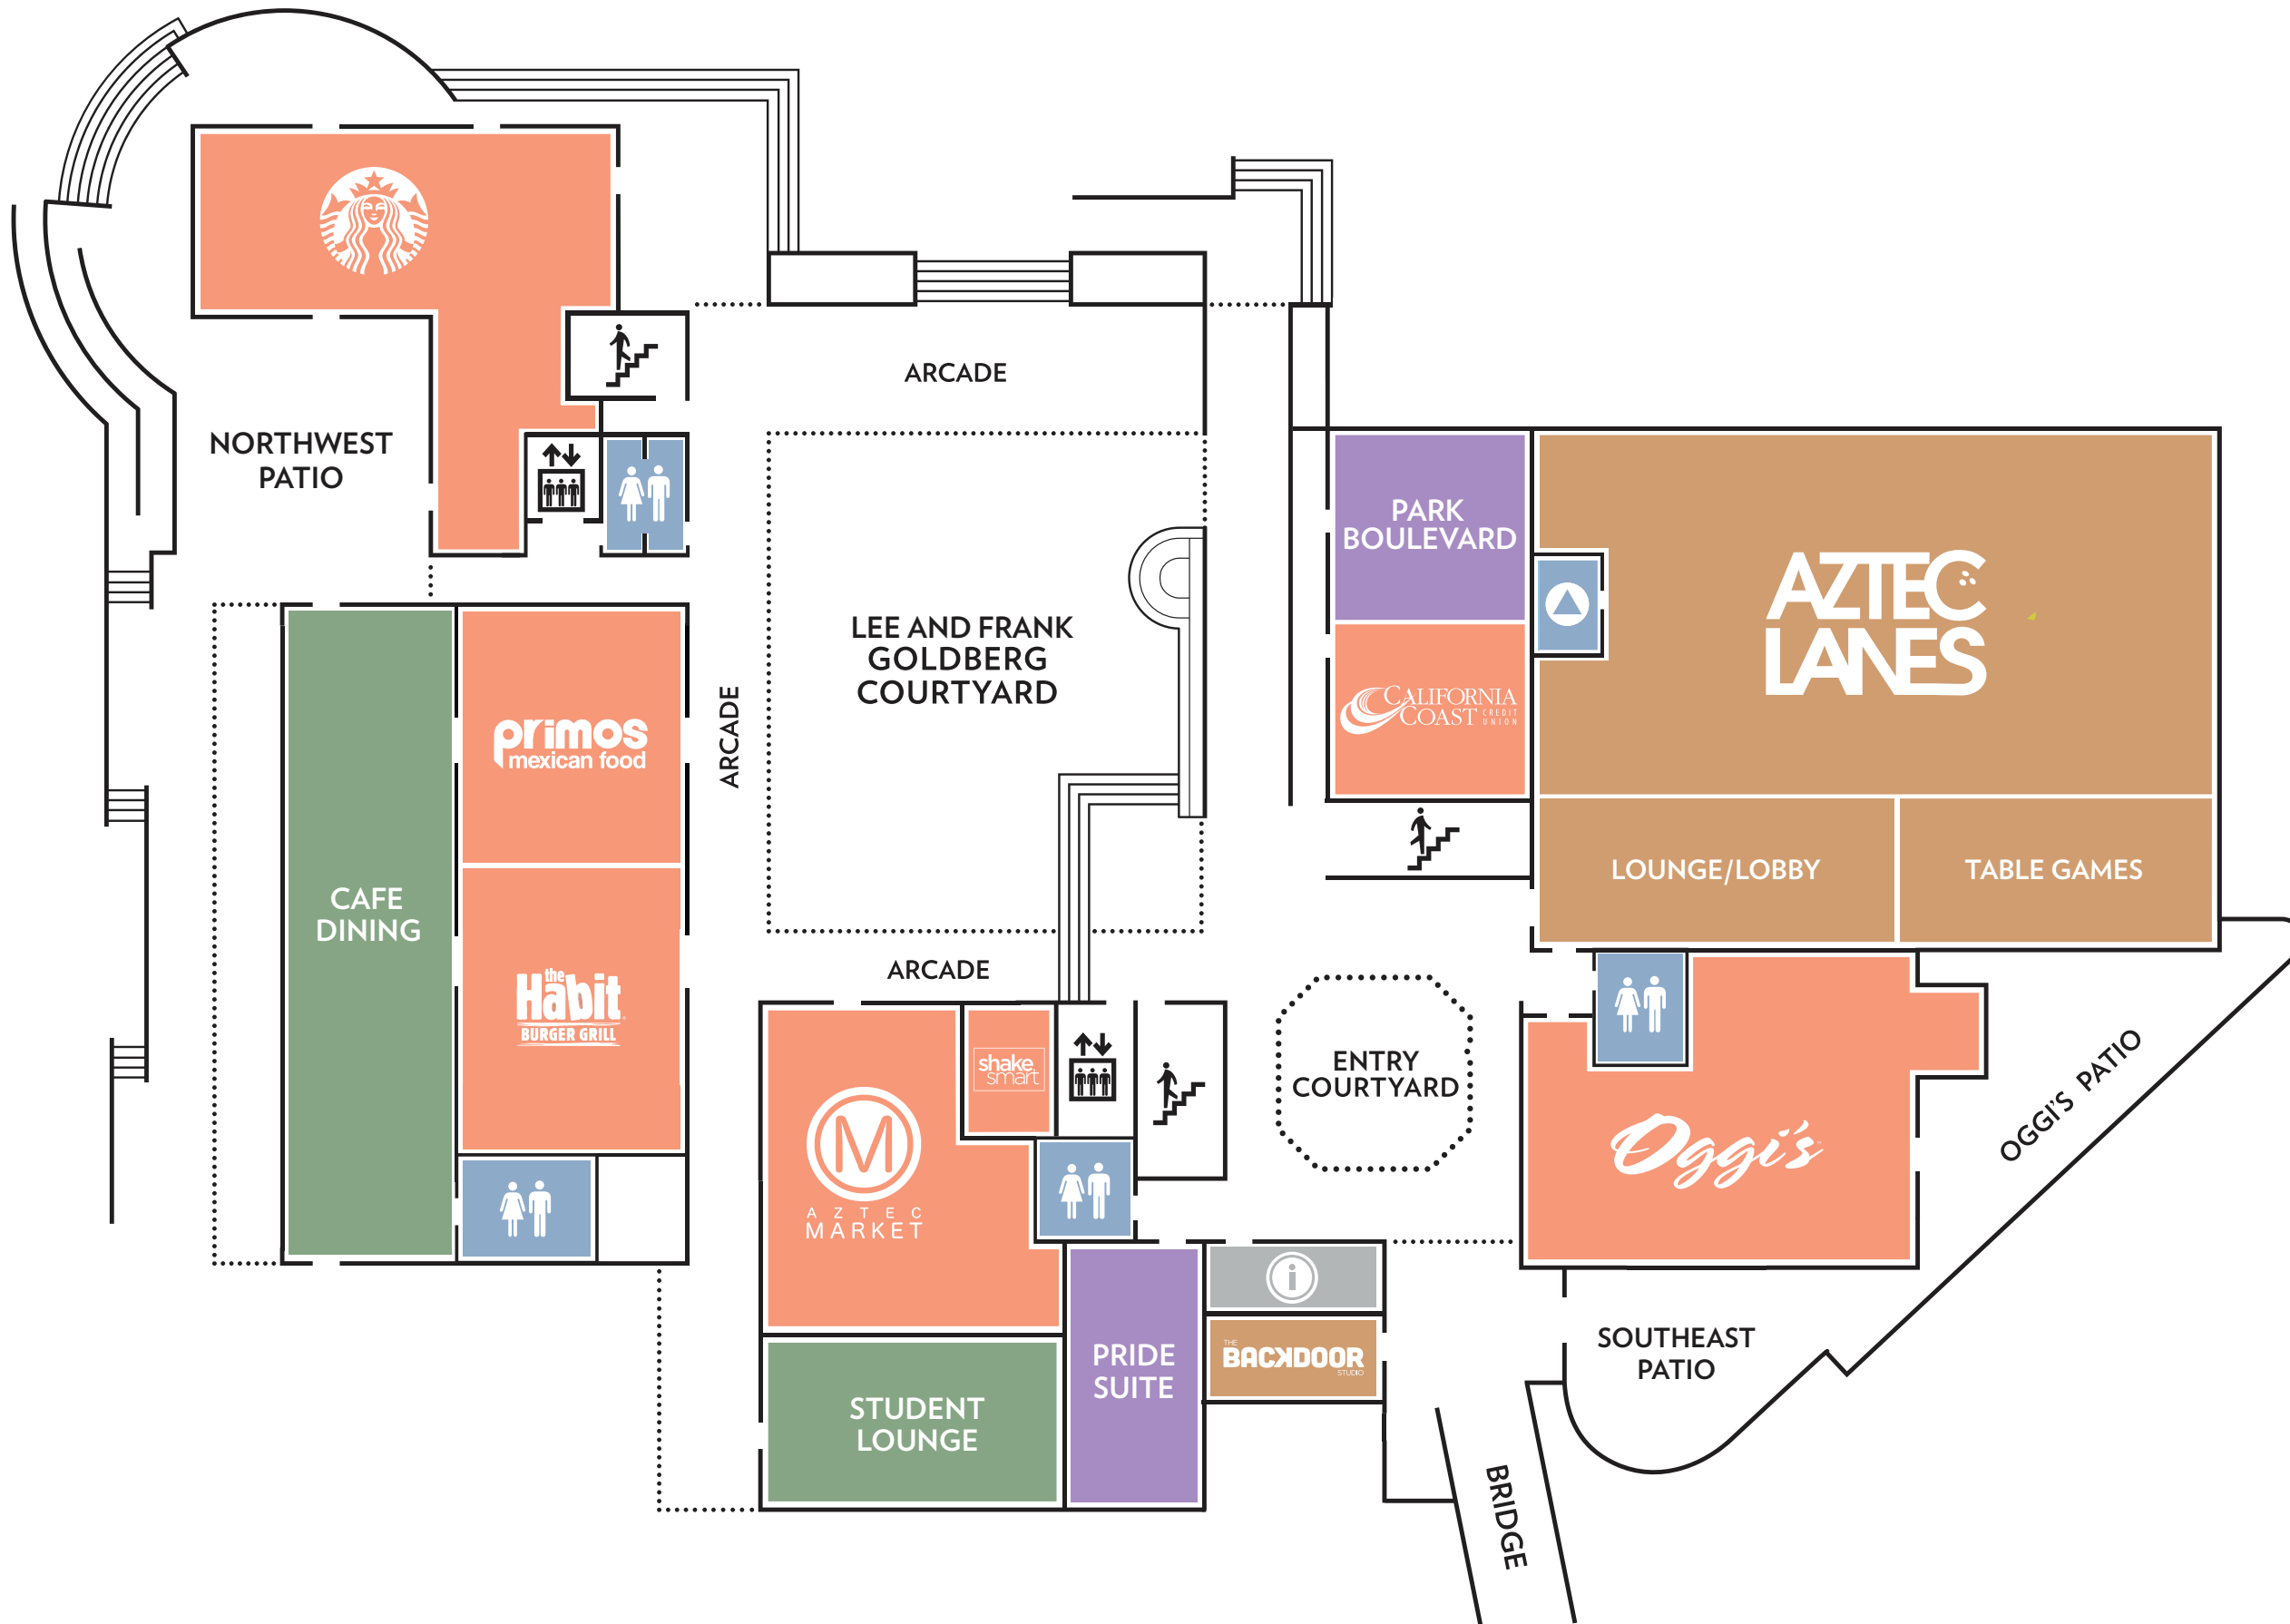 ARCADE
NORTHWEST
PATIO
PARK
BOULEVARD
AZTEC
LANES
LEE AND FRANK
GOLDBERG
COURTYARD
CALIFORNIA
COAST CREDIT
UNION
primos
mexican food
ARCADE
CAFE
DINING
LOUNGE/LOBBY
TABLE GAMES
ARCADE
the
Habit
BURGER GRILL
shake
smart
ENTRY
COURTYARD
OGGI'S PATIO
Oggi's
M
AZTEC
MARKET
i
THE
BACKDOOR
STUDIO
PRIDE
SUITE
SOUTHEAST
PATIO
STUDENT
LOUNGE
BRIDGE